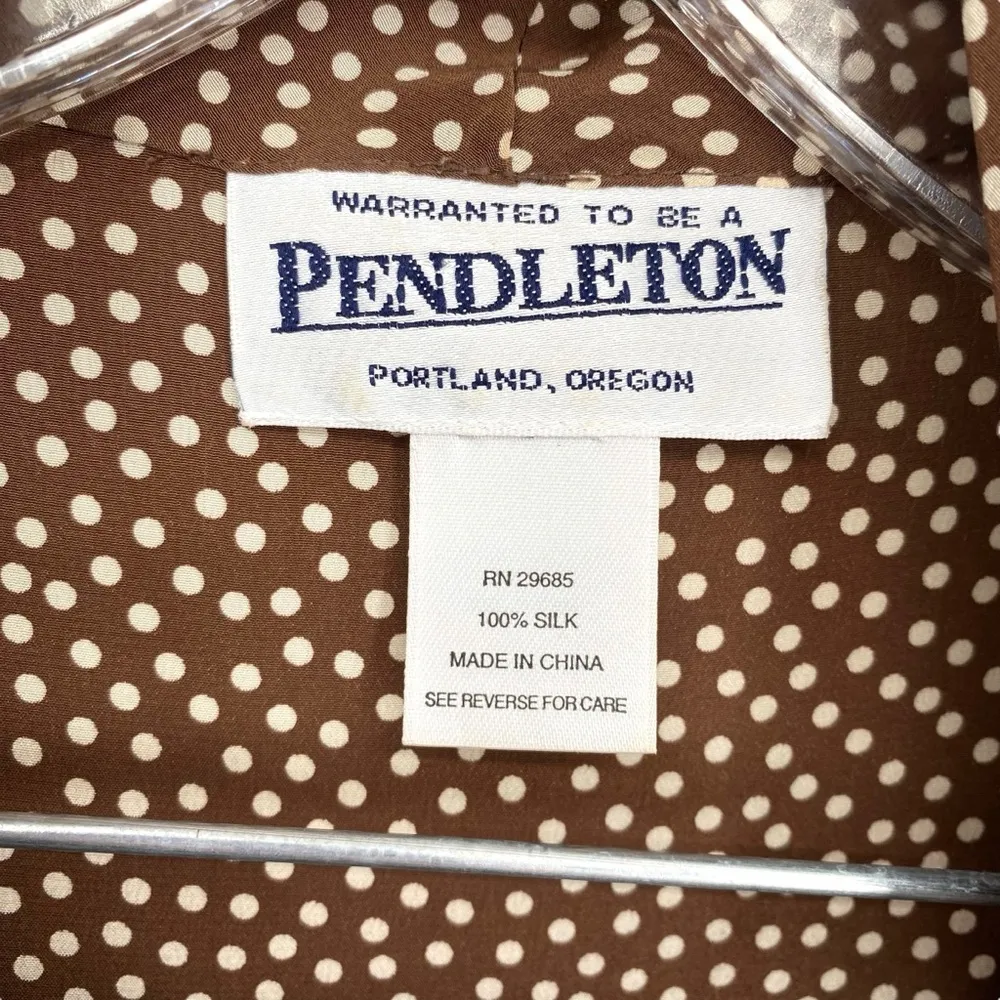 WARRANTED TO BE A
PENDLETON
PORTLAND, OREGON
RN 29685
100% SILK
MADE IN CHINA
SEE REVERSE FOR CARE